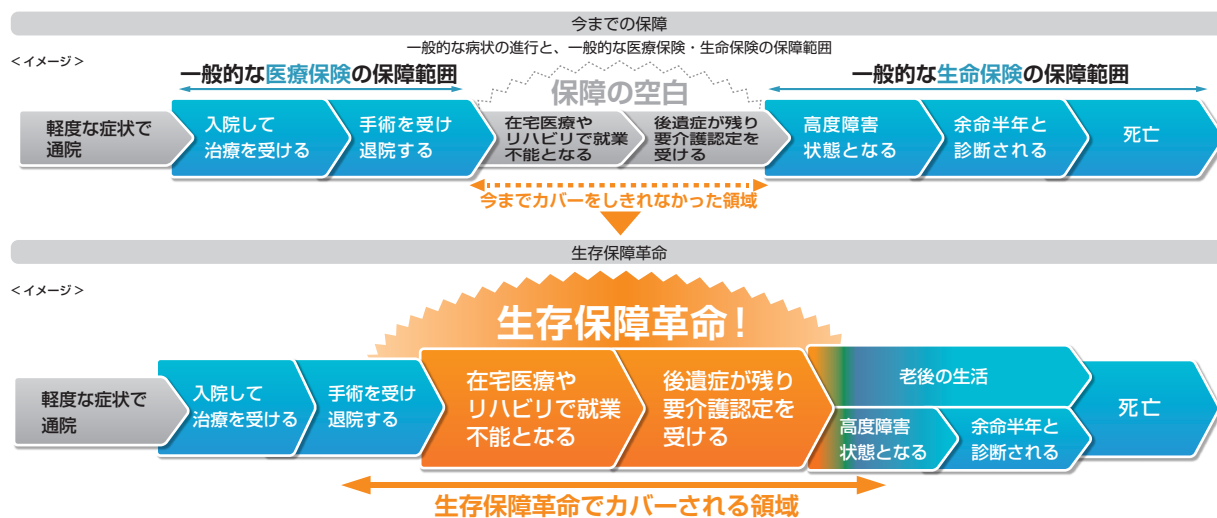 今までの保障
一般的な病状の進行と、一般的な医療保険・生命保険の保障範囲
<イメージ>
一般的な医療保険の保障範囲
保障の空白
一般的な生命保険の保障範囲
軽度な症状で
通院
入院して
治療を受ける
手術を受け
退院する
在宅医療や
リハビリで就業
不能となる
後遺症が残り
要介護認定を
受ける
高度障害
状態となる
余命半年と
診断される
死亡
今までカバーをしきれなかった領域
生存保障革命
<イメージ>
生存保障革命!
軽度な症状で
通院
入院して
治療を受ける
手術を受け
退院する
在宅医療や
リハビリで就業
不能となる
後遺症が残り
要介護認定を
受ける
老後の生活
高度障害
状態となる
余命半年と
診断される
死亡
生存保障革命でカバーされる領域